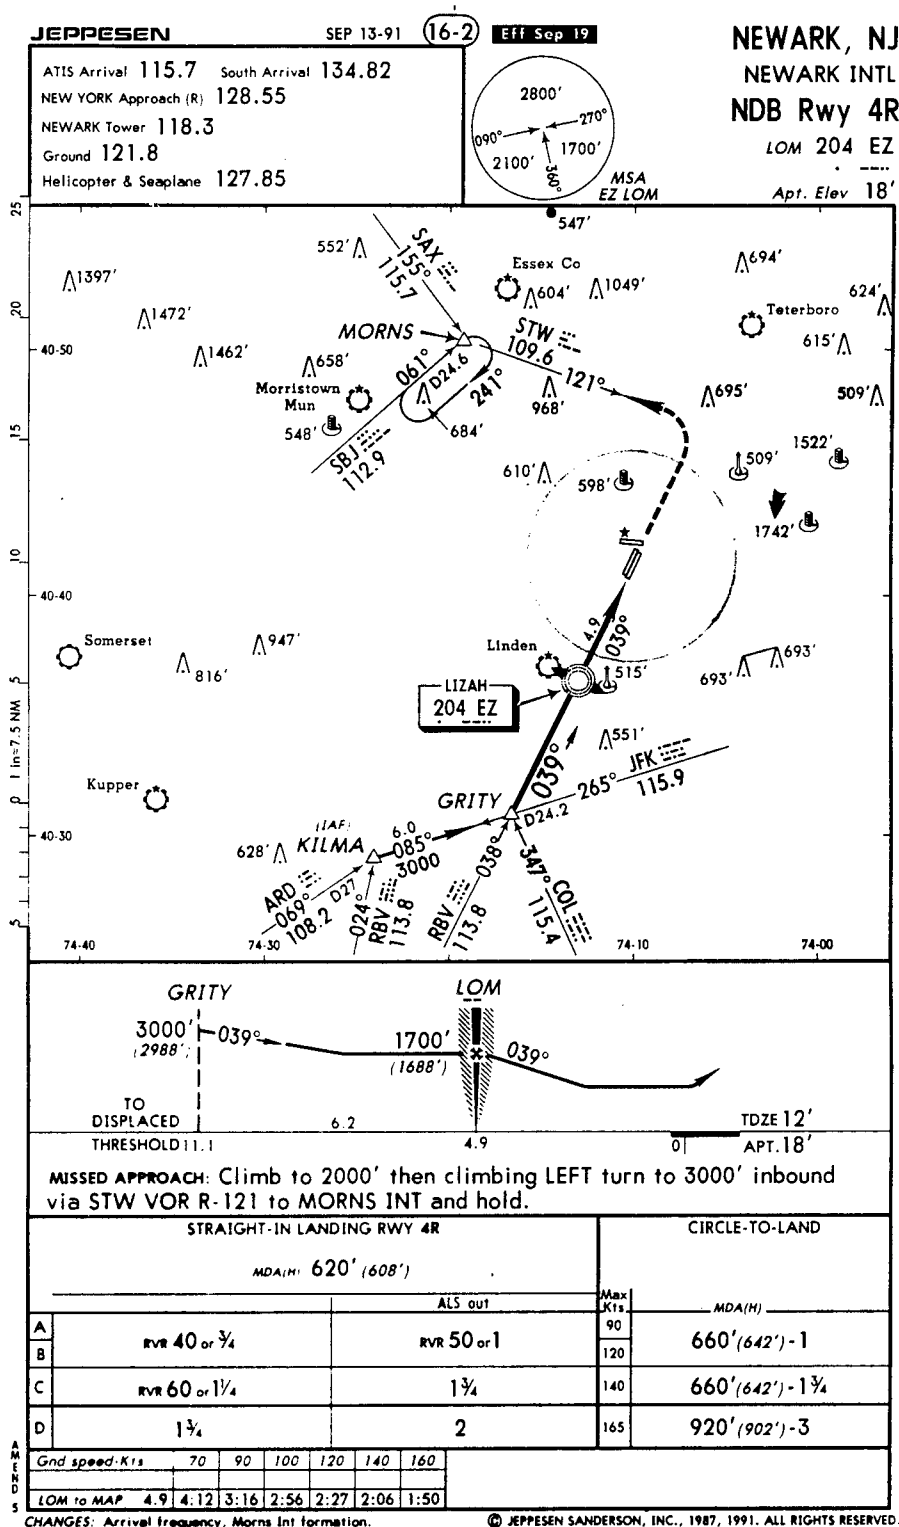 JEPPESEN SEP 13-91 16-2 Eff Sep 19
NEWARK, NJ
NEWARK INTL
NDB Rwy 4R
LOM 204 EZ
Apt. Elev 18'
ATIS Arrival 115.7 South Arrival 134.82
NEW YORK Approach (R) 128.55
NEWARK Tower 118.3
Ground 121.8
Helicopter & Seaplane 127.85
2800'
270°
090°
2100' 1700'
360°
MSA
EZ LOM
25
20
15
10
5
0
5
1 in=7.5 NM
547'
552'
SAX
155°
115.7
Essex Co
694'
1397'
604'
1049'
624'
1472'
Teterboro
MORNS
STW
109.6
615'
40-50
1462'
658'
061°
D24.6
241°
121°
Morristown
Mun
968'
695'
509'
548'
684'
SBJ
112.9
610'
598'
509'
1522'
1742'
40-40
4.9
039°
Somerset
947'
Linden
816'
515'
693'
693'
LIZAH
204 EZ
551'
039°
JFK
265°
115.9
Kupper
GRITY
D24.2
40-30
(IAF)
KILMA
6.0
085°
3000
628'
038°
347°
ARD
069°
108.2
D27
024°
RBV
113.8
RBV
113.8
COL
115.4
74-40 74-30 74-10 74-00
GRITY LOM
3000'
(2988')
039°
1700'
(1688')
039°
TO
DISPLACED
THRESHOLD 11.1
6.2
4.9
0
TDZE 12'
APT. 18'
MISSED APPROACH: Climb to 2000' then climbing LEFT turn to 3000' inbound
via STW VOR R-121 to MORNS INT and hold.
STRAIGHT-IN LANDING RWY 4R CIRCLE-TO-LAND
MDA(H) 620' (608')
ALS out Max Kts MDA(H)
A
B
RVR 40 or ¾ RVR 50 or 1
90
120
660' (642') - 1
C RVR 60 or 1¼ 1¾ 140 660' (642') - 1¾
D 1¾ 2 165 920' (902') - 3
Gnd speed-Kts 70 90 100 120 140 160
LOM to MAP 4.9 4:12 3:16 2:56 2:27 2:06 1:50
AMEND 5
CHANGES: Arrival frequency, Morns Int formation.
© JEPPESEN SANDERSON, INC., 1987, 1991. ALL RIGHTS RESERVED.